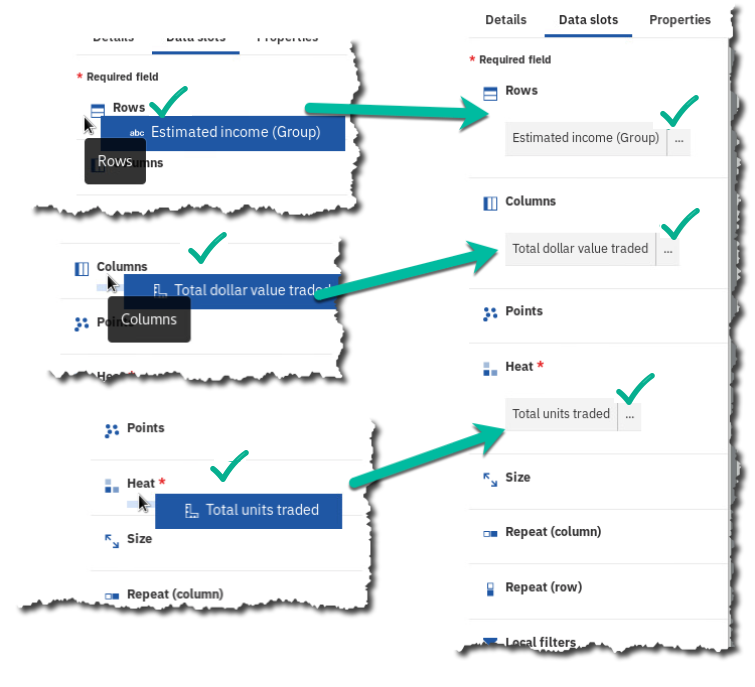 Details Data slots Properties
* Required field
Rows
abc Estimated income (Group)
Rows
Columns
Columns
Total dollar value traded
Columns
Points
Heat
Points
Heat *
Total units traded
Size
Repeat (column)
Details Data slots Properties
* Required field
Rows
Estimated income (Group) ...
Columns
Total dollar value traded ...
Points
Heat *
Total units traded ...
Size
Repeat (column)
Repeat (row)
Local filters